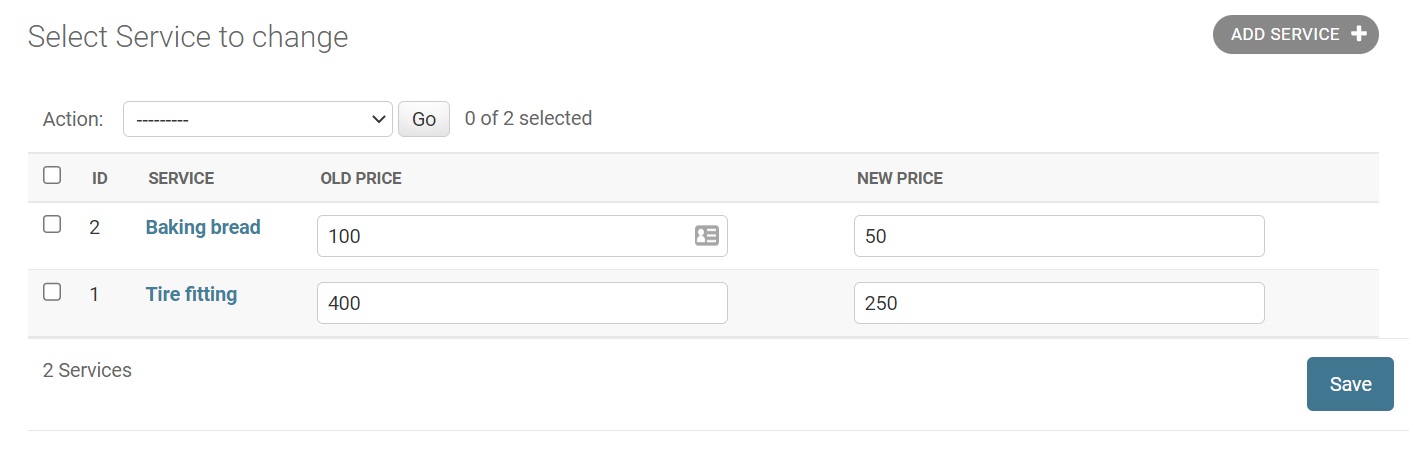 Select Service to change
ADD SERVICE
Action: --------- Go 0 of 2 selected
ID SERVICE OLD PRICE NEW PRICE
2 Baking bread 100 50
1 Tire fitting 400 250
2 Services
Save